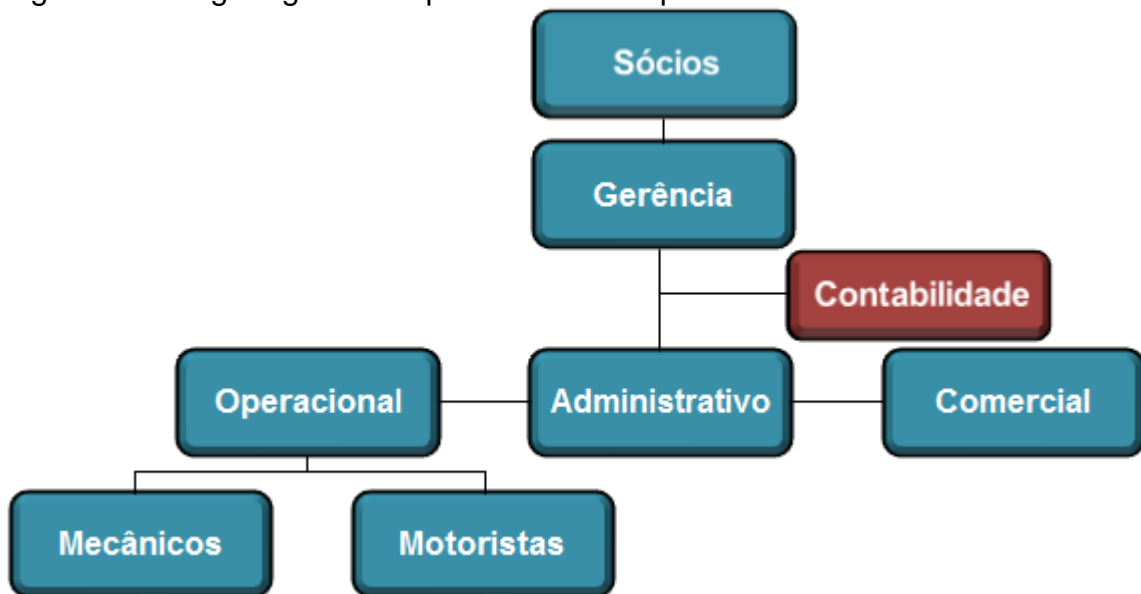 Sócios
Gerência
Contabilidade
Operacional
Administrativo
Comercial
Mecânicos
Motoristas